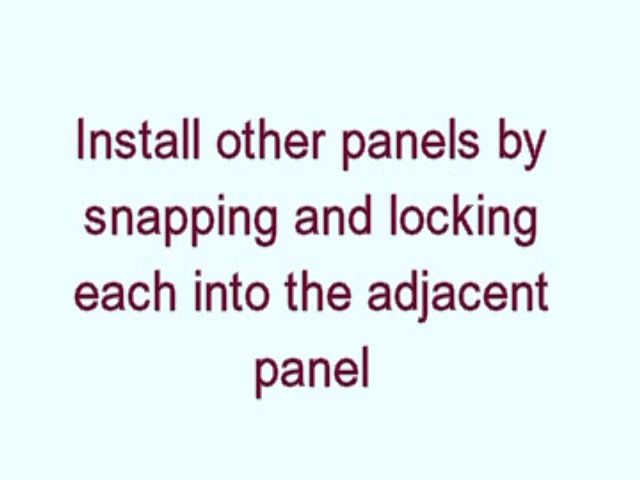 Install other panels by
snapping and locking
each into the adjacent
panel